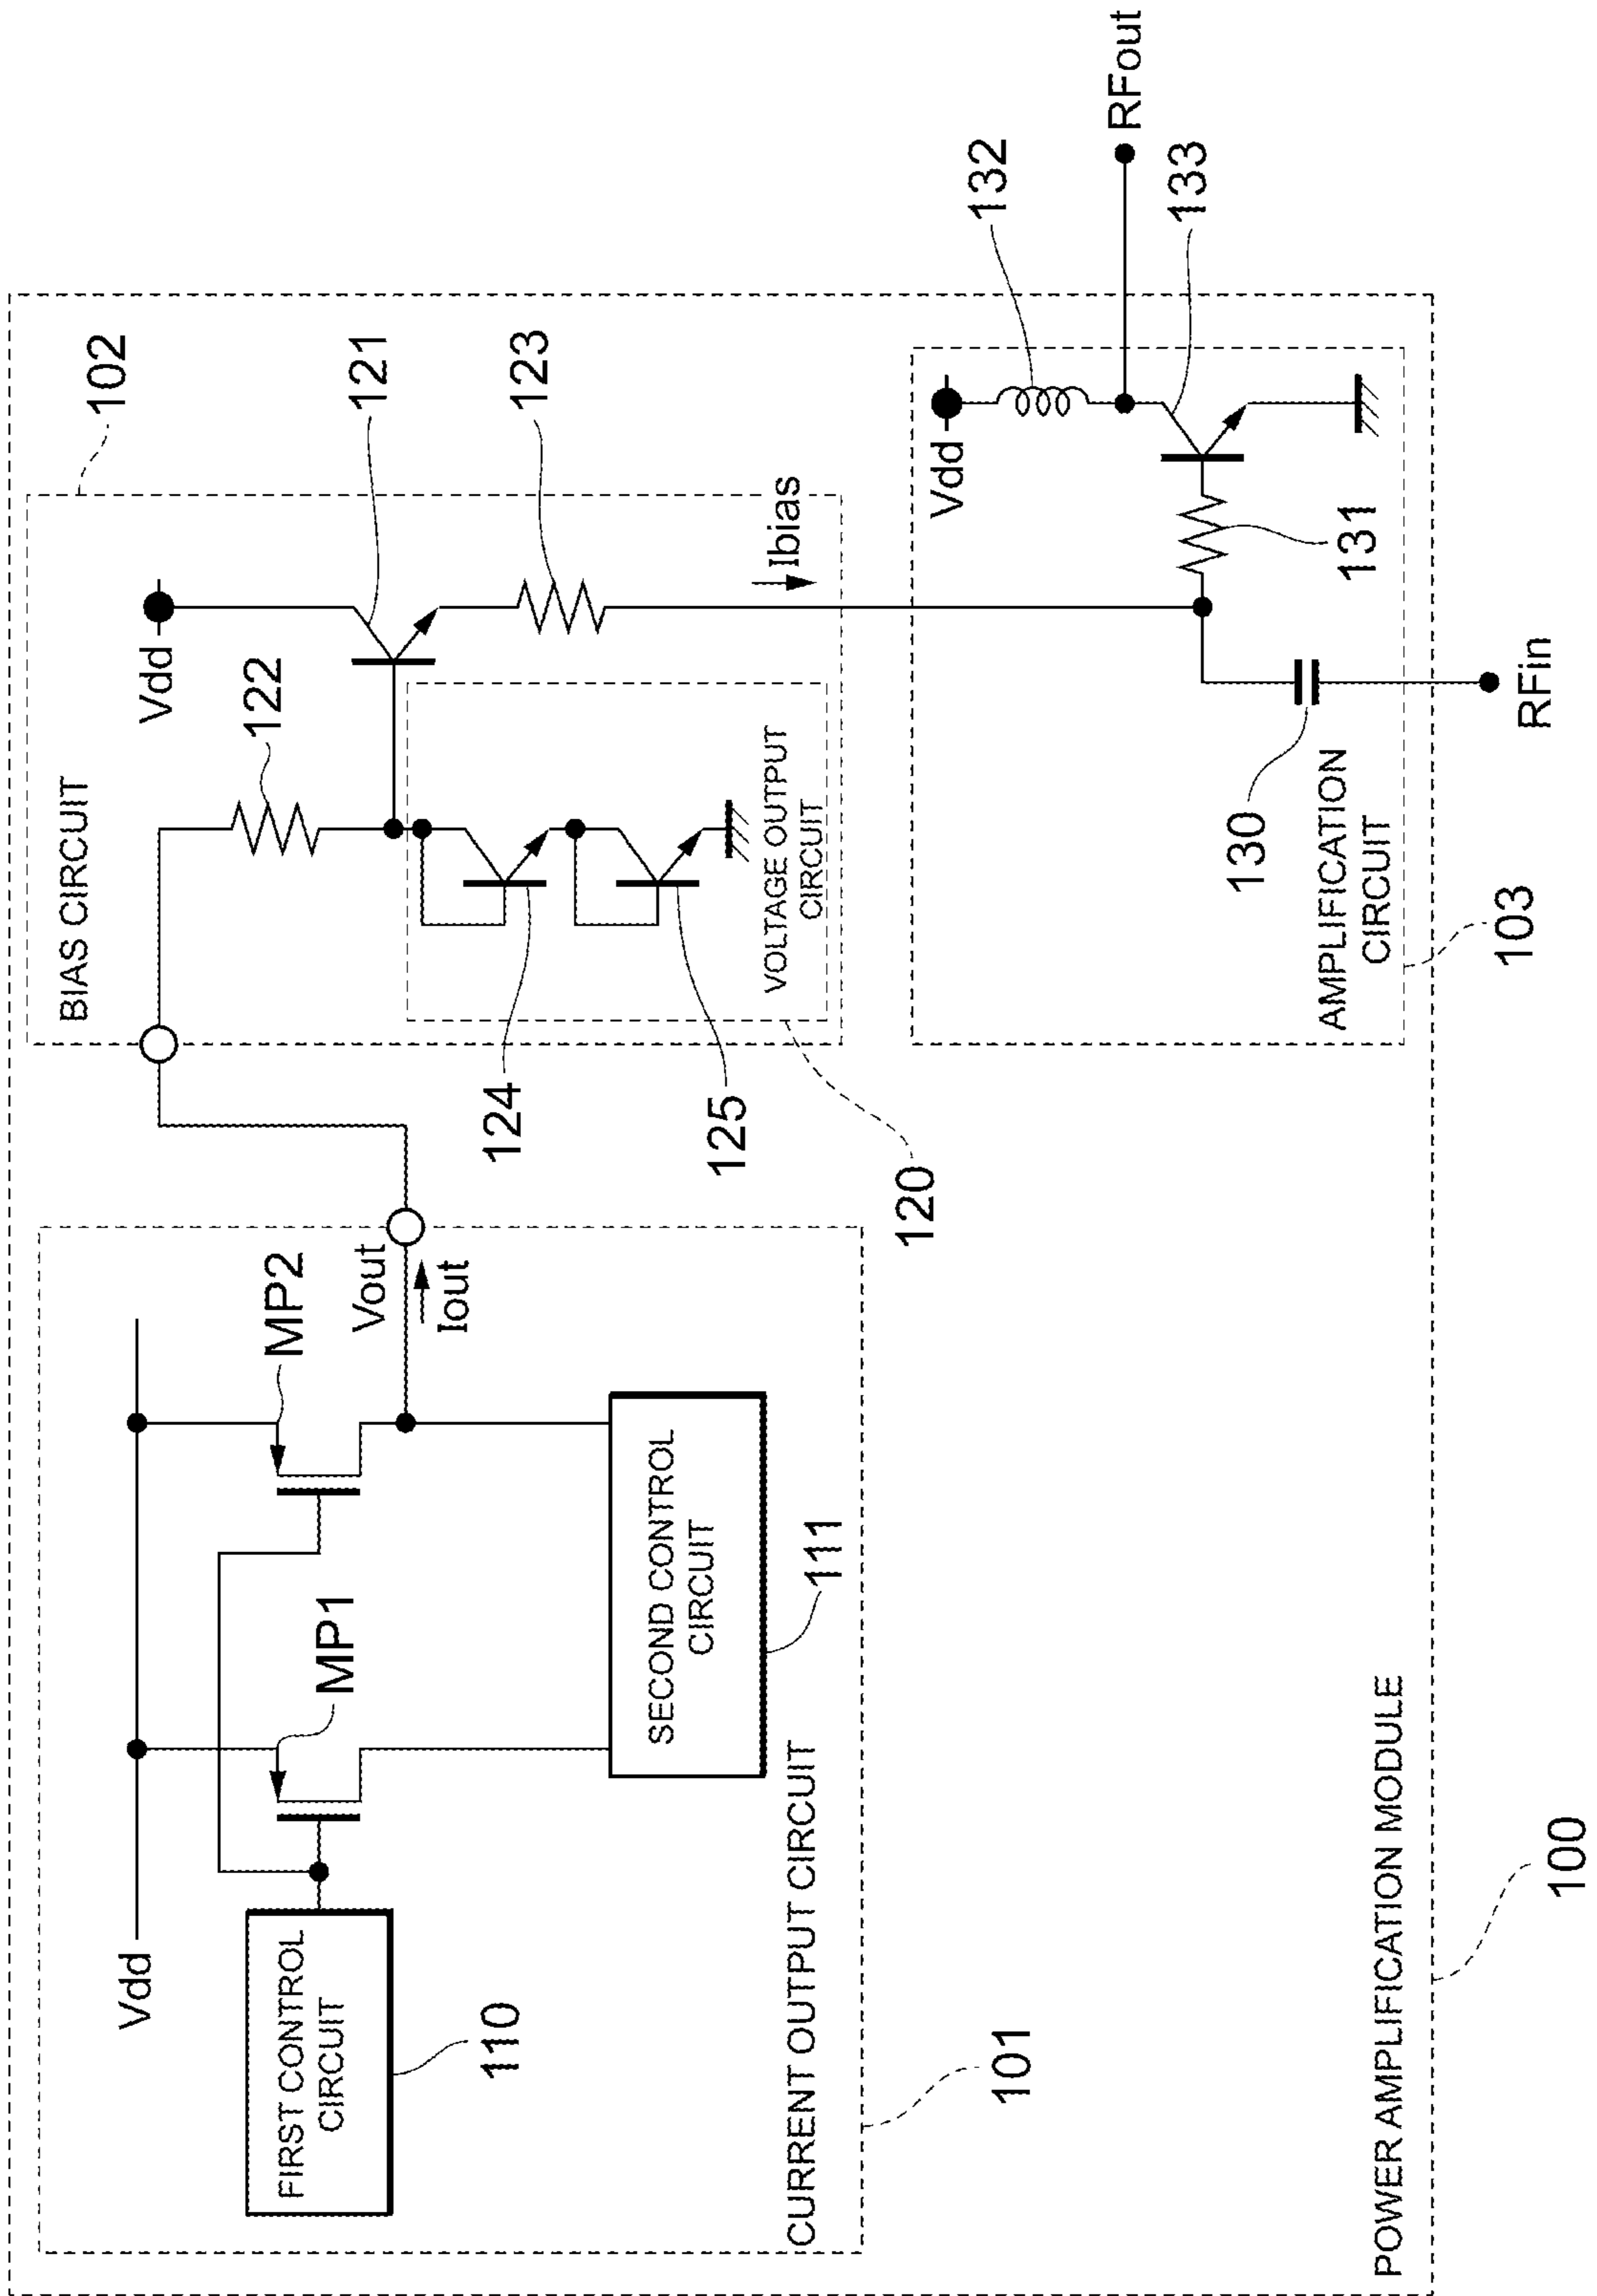 POWER AMPLIFICATION MODULE
100
CURRENT OUTPUT CIRCUIT
101
Vdd
FIRST CONTROL
CIRCUIT
110
MP1
MP2
SECOND CONTROL
CIRCUIT
111
Vout
Iout
BIAS CIRCUIT
102
Vdd
122
121
123
124
125
VOLTAGE OUTPUT
CIRCUIT
120
Ibias
AMPLIFICATION
CIRCUIT
103
Vdd
132
133
131
130
RFin
RFout